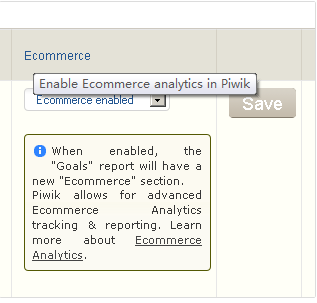 Ecommerce
Enable Ecommerce analytics in Piwik
Ecommerce enabled
Save
When enabled, the
"Goals" report will have a
new "Ecommerce" section.
Piwik allows for advanced
Ecommerce Analytics
tracking & reporting. Learn
more about Ecommerce
Analytics.